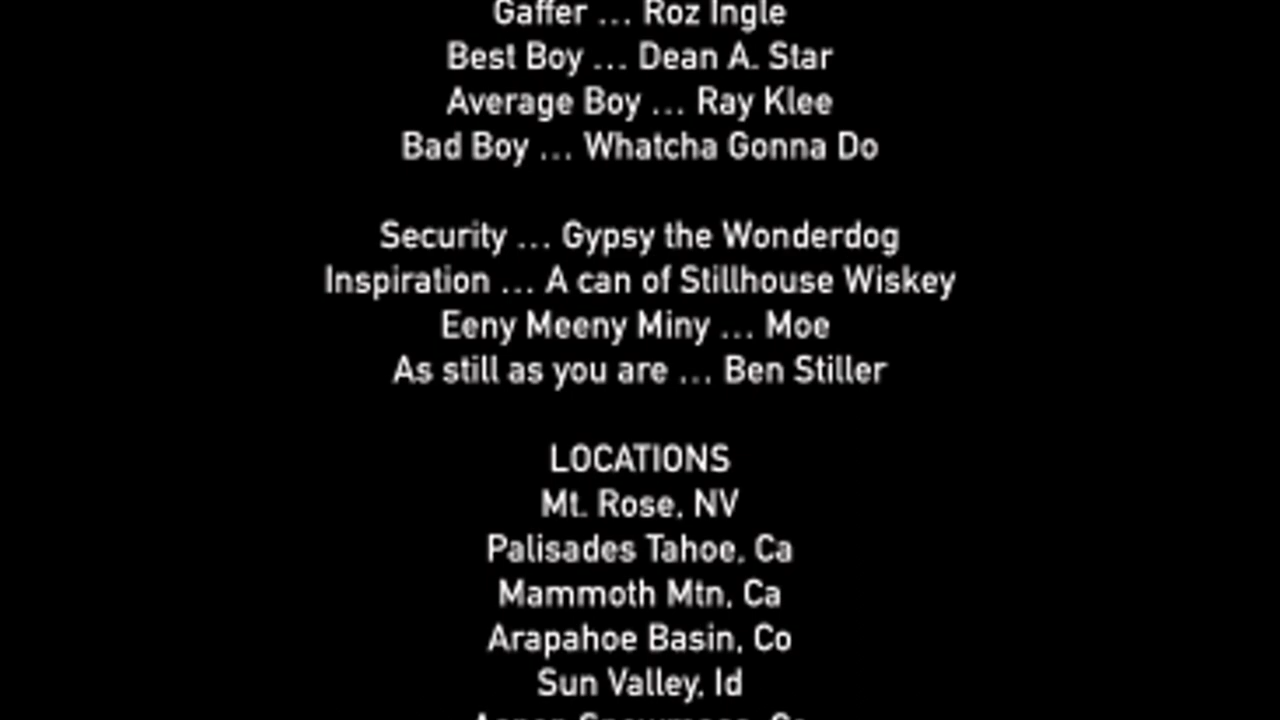 Gaffer ... Roz Ingle
Best Boy ... Dean A. Star
Average Boy ... Ray Klee
Bad Boy ... Whatcha Gonna Do
Security ... Gypsy the Wonderdog
Inspiration ... A can of Stillhouse Wiskey
Eeny Meeny Miny ... Moe
As still as you are ... Ben Stiller
LOCATIONS
Mt. Rose, NV
Palisades Tahoe, Ca
Mammoth Mtn, Ca
Arapahoe Basin, Co
Sun Valley, Id